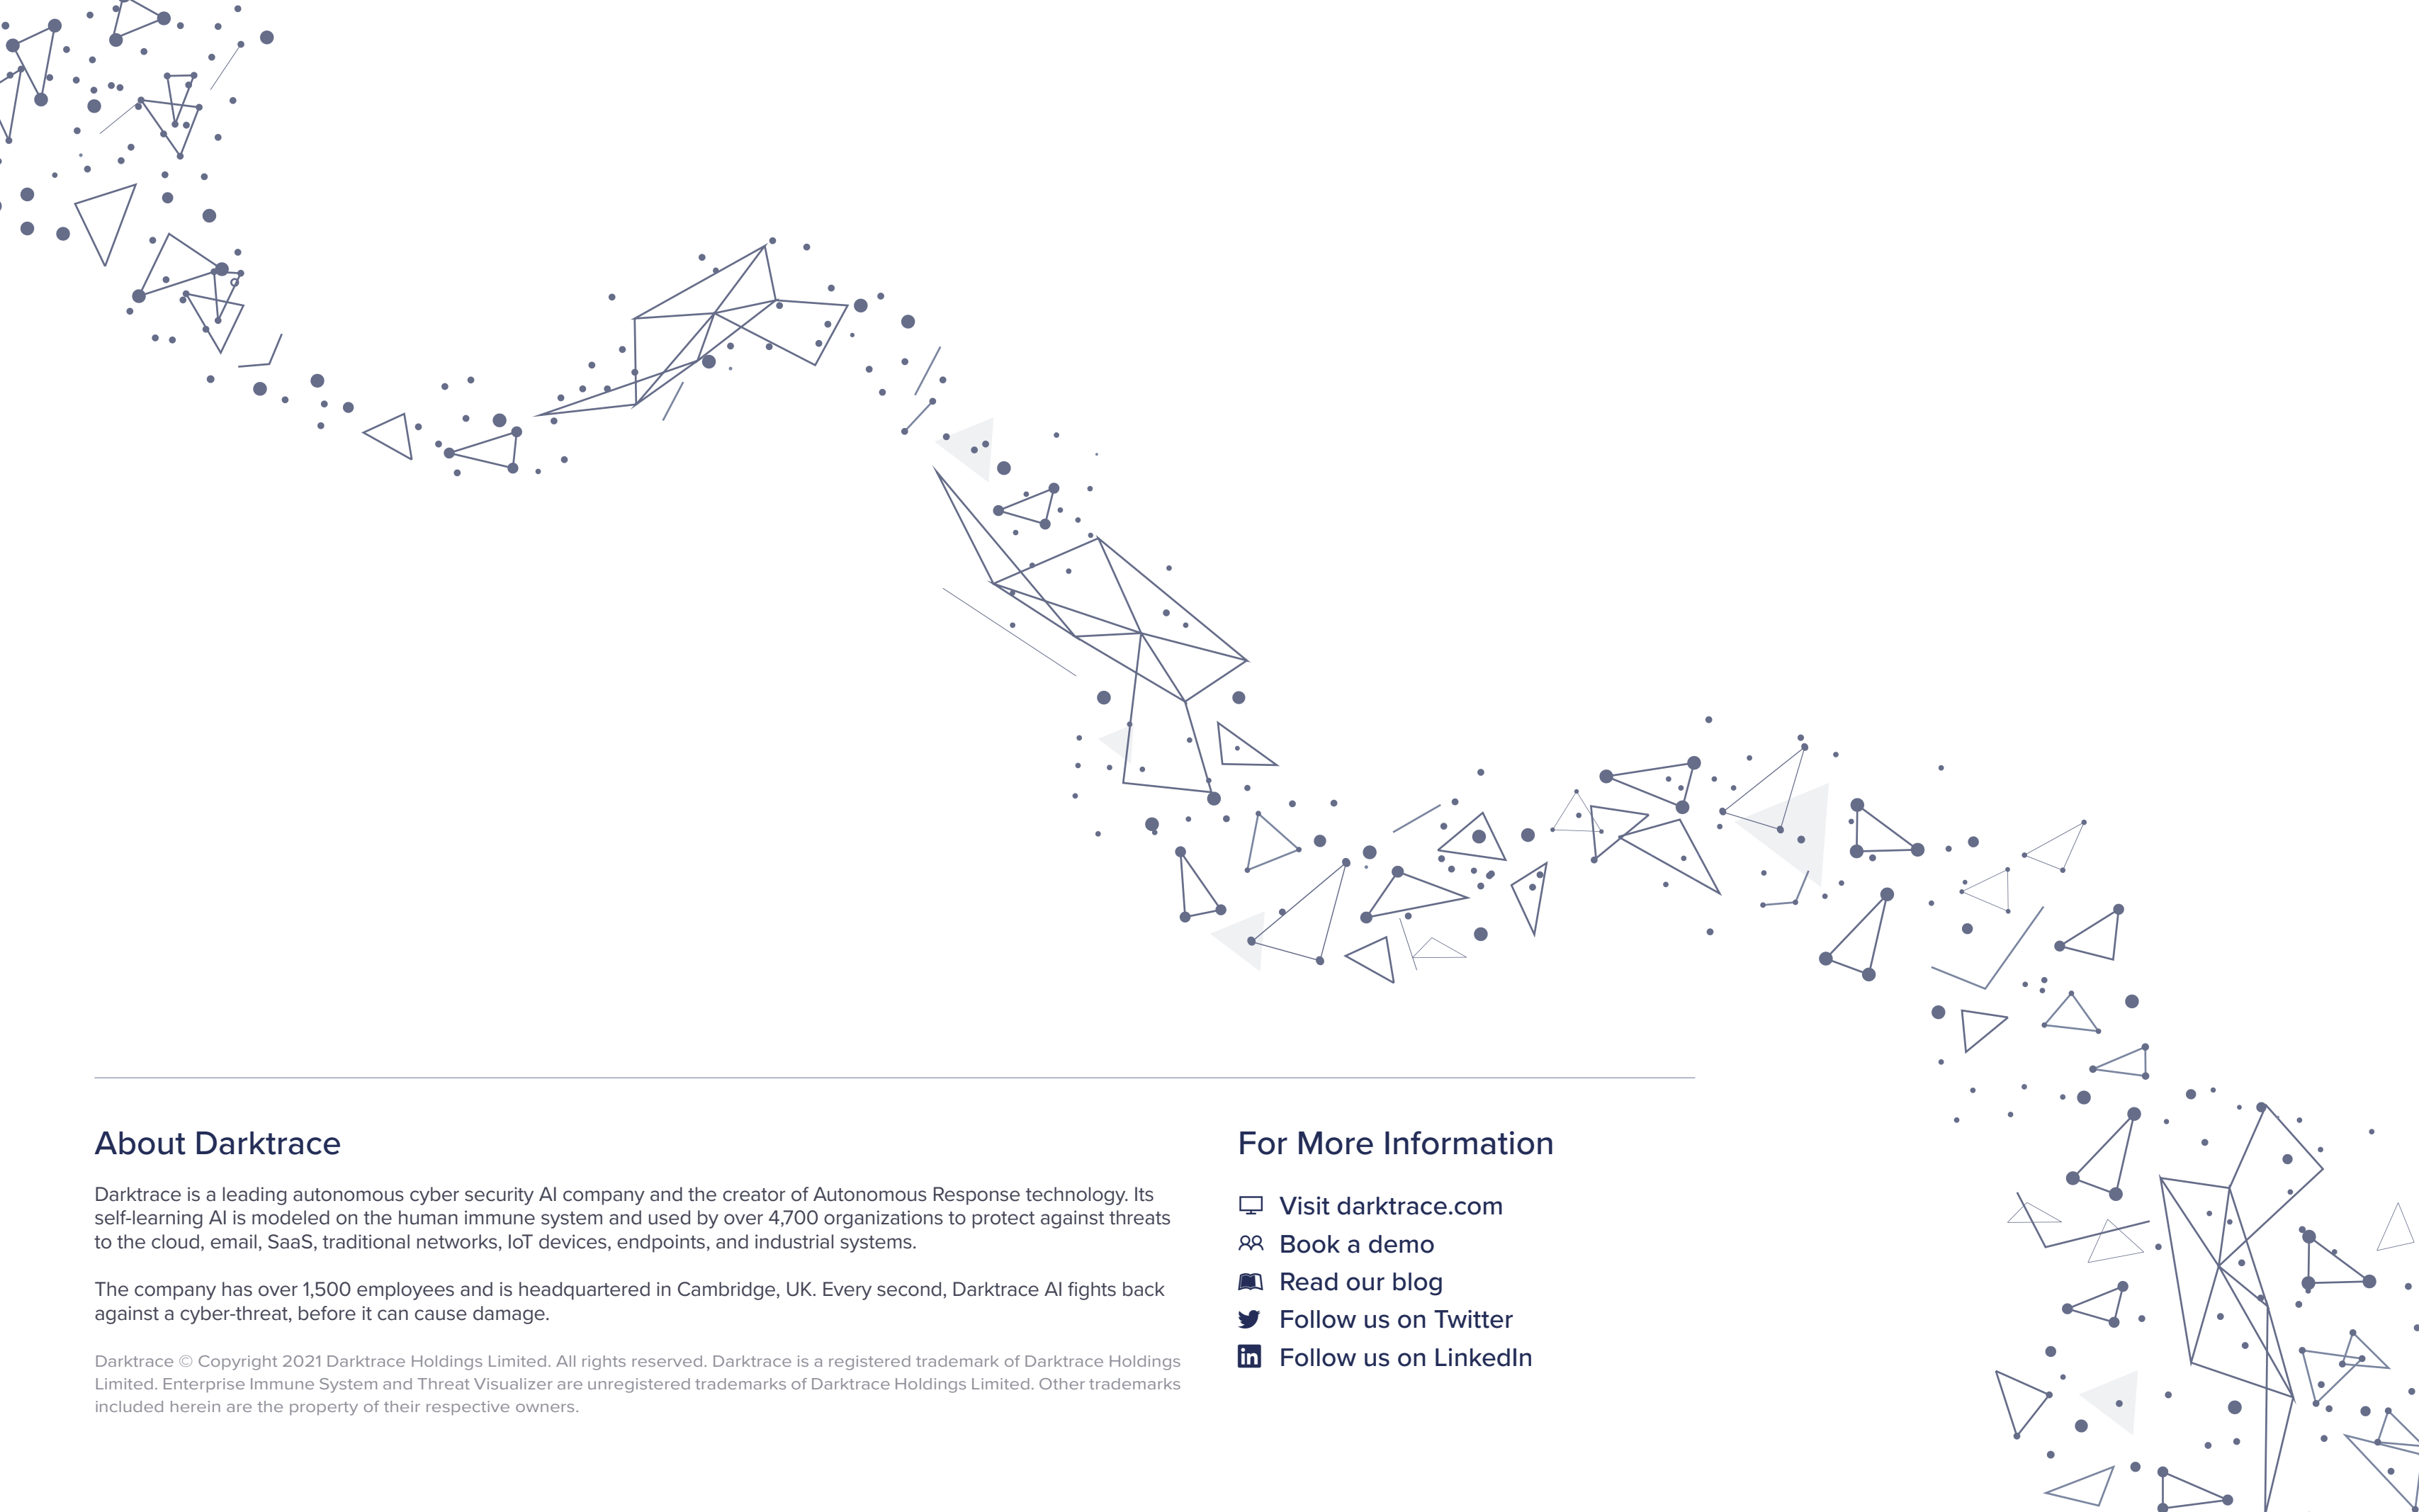 About Darktrace
Darktrace is a leading autonomous cyber security AI company and the creator of Autonomous Response technology. Its
self-learning AI is modeled on the human immune system and used by over 4,700 organizations to protect against threats
to the cloud, email, SaaS, traditional networks, IoT devices, endpoints, and industrial systems.
The company has over 1,500 employees and is headquartered in Cambridge, UK. Every second, Darktrace AI fights back
against a cyber-threat, before it can cause damage.
Darktrace © Copyright 2021 Darktrace Holdings Limited. All rights reserved. Darktrace is a registered trademark of Darktrace Holdings
Limited. Enterprise Immune System and Threat Visualizer are unregistered trademarks of Darktrace Holdings Limited. Other trademarks
included herein are the property of their respective owners.
For More Information
Visit darktrace.com
Book a demo
Read our blog
Follow us on Twitter
in Follow us on LinkedIn